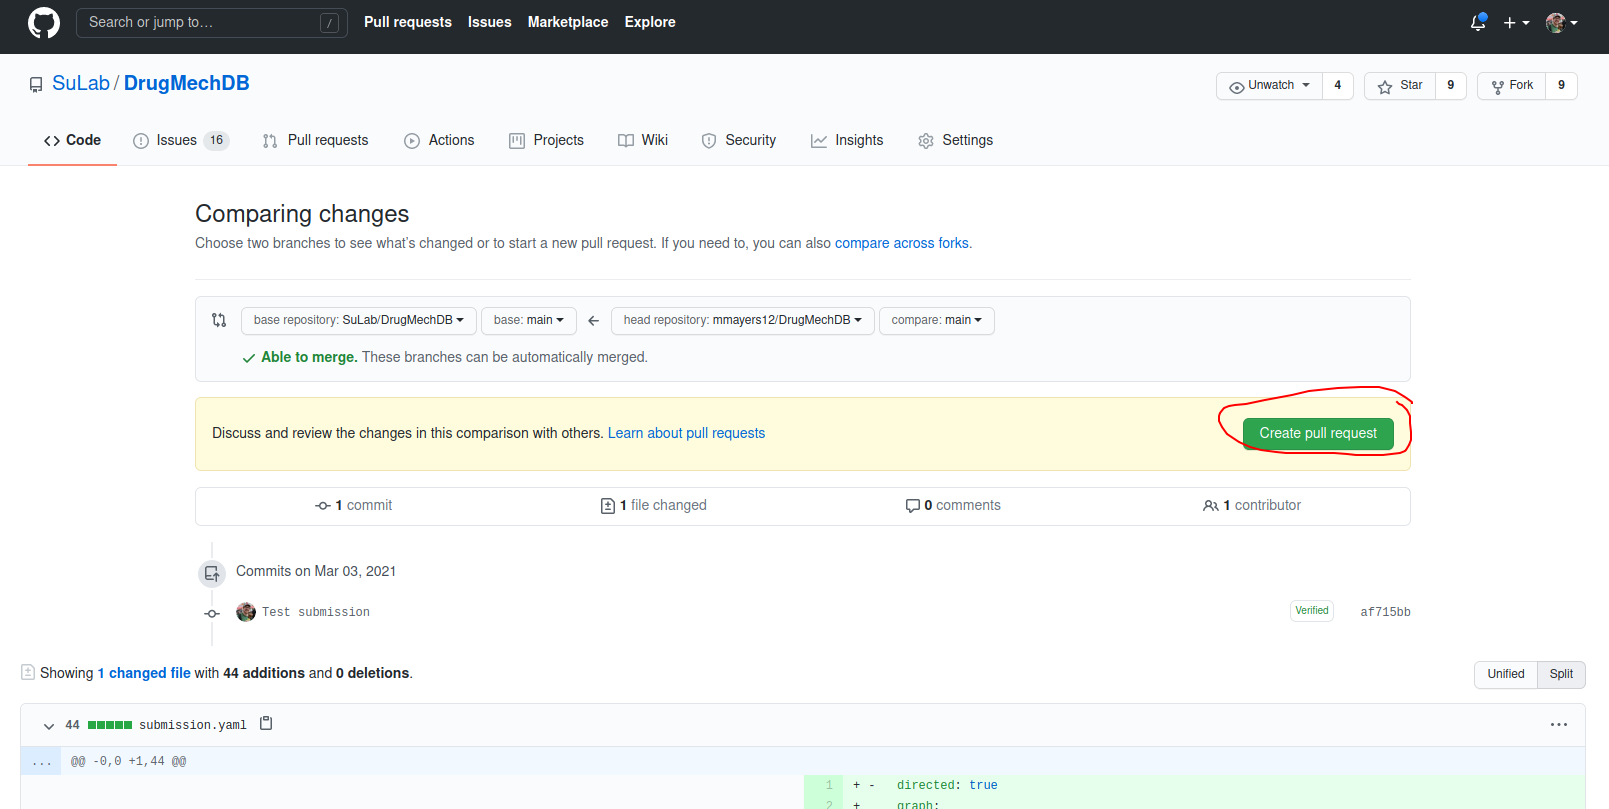 Search or jump to… / Pull requests Issues Marketplace Explore
SuLab / DrugMechDB Unwatch 4 Star 9 Fork 9
Code Issues 16 Pull requests Actions Projects Wiki Security Insights Settings
Comparing changes
Choose two branches to see what's changed or to start a new pull request. If you need to, you can also compare across forks.
base repository: SuLab/DrugMechDB base: main ← head repository: mmayers12/DrugMechDB compare: main
Able to merge. These branches can be automatically merged.
Discuss and review the changes in this comparison with others. Learn about pull requests Create pull request
1 commit 1 file changed 0 comments 1 contributor
Commits on Mar 03, 2021
Test submission Verified af715bb
Showing 1 changed file with 44 additions and 0 deletions. Unified Split
44 submission.yaml ...
... @@ -0,0 +1,44 @@
1 + - directed: true
2 + graph: